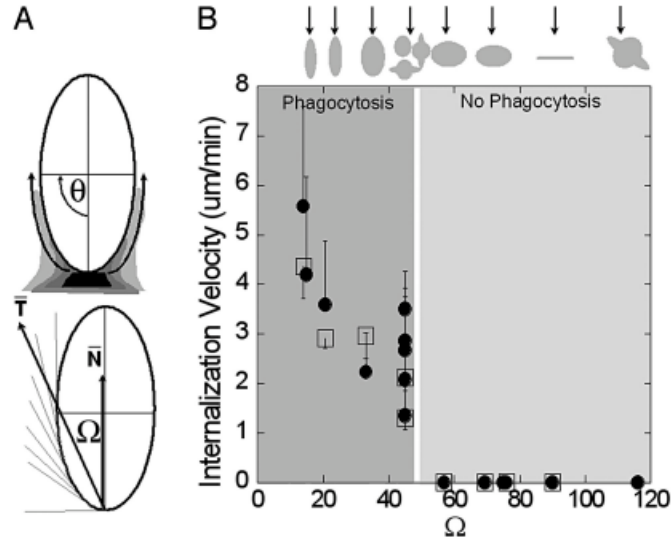 A
θ
T̅
N̅
Ω
B
Phagocytosis
No Phagocytosis
Internalization Velocity (um/min)
8
7
6
5
4
3
2
1
0
0 20 40 60 80 100 120
Ω